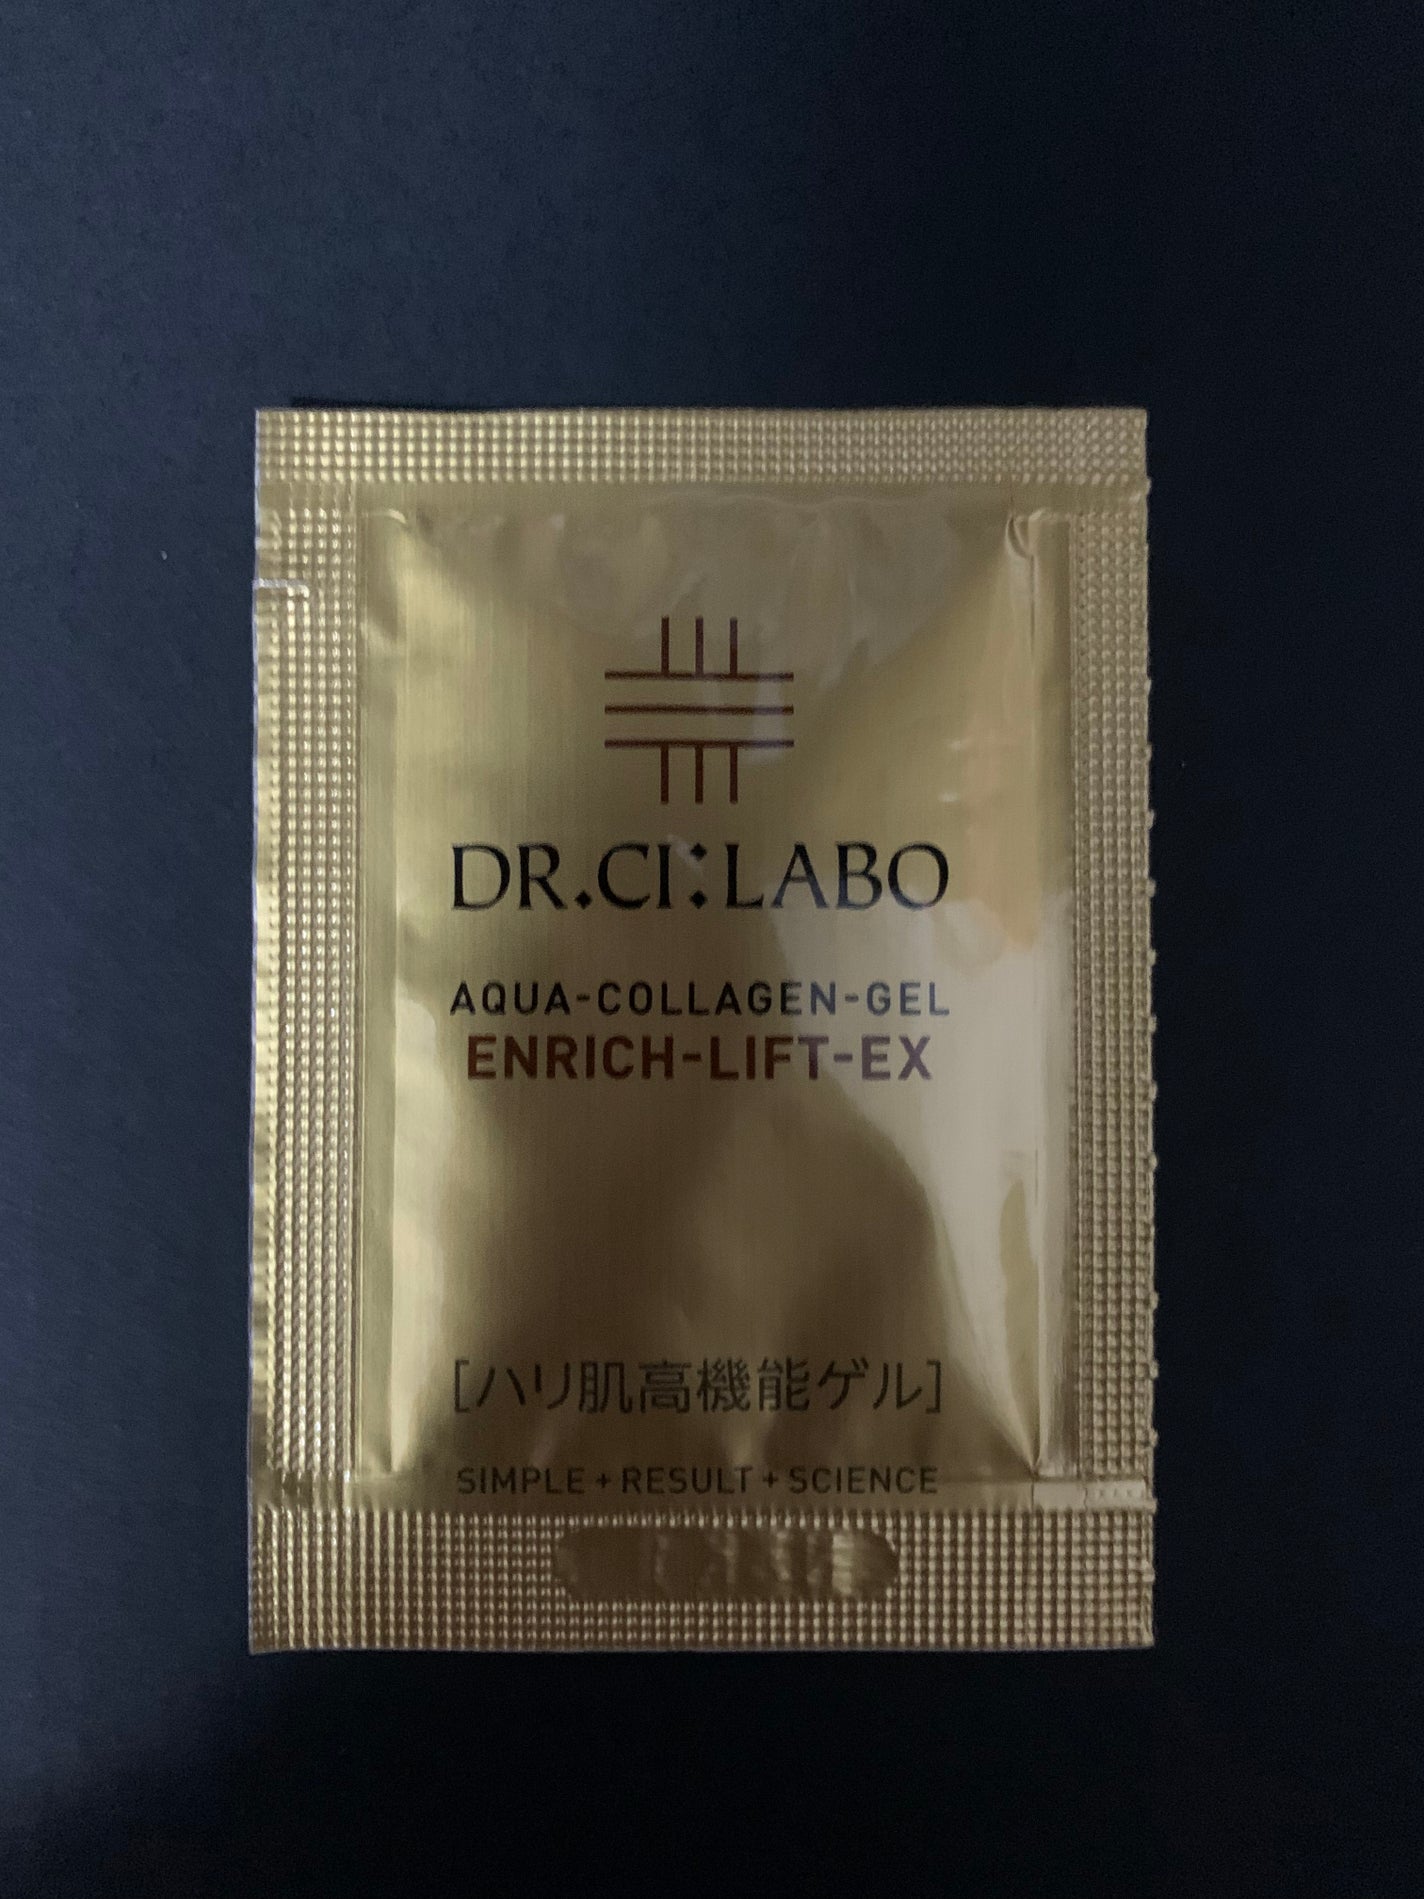 DR.CI:LABO
AQUA-COLLAGEN-GEL
ENRICH-LIFT-EX
[ハリ肌高機能ゲル]
SIMPLE+RESULT+SCIENCE